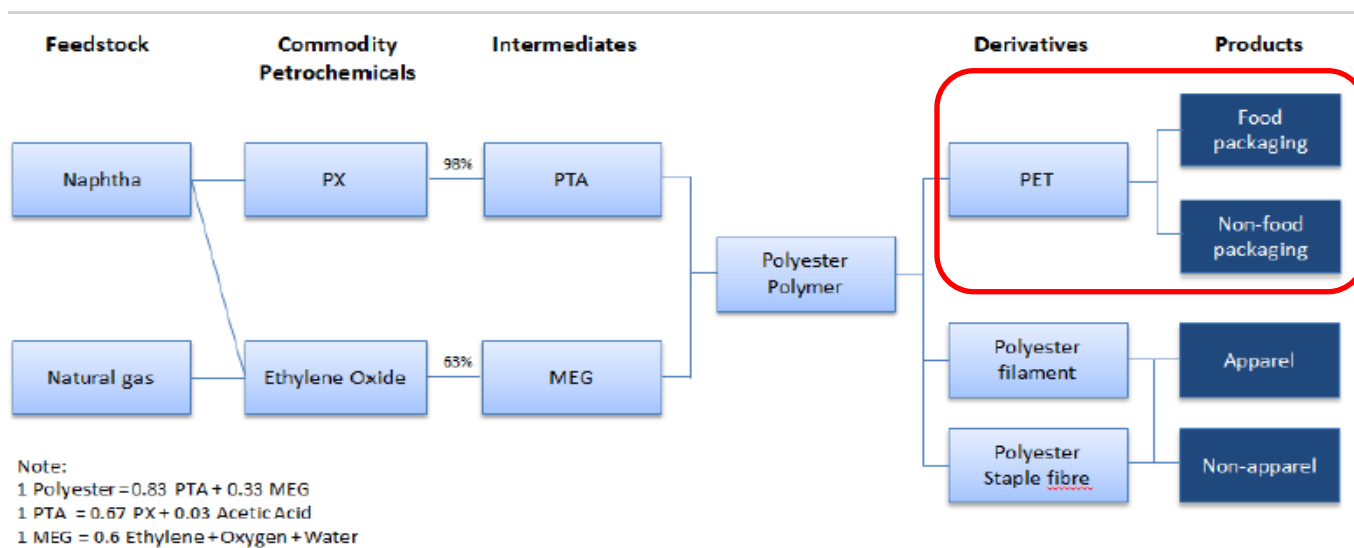 Feedstock
Commodity
Petrochemicals
Intermediates
Derivatives
Products
Naphtha
PX
98%
PTA
Natural gas
Ethylene Oxide
63%
MEG
Polyester
Polymer
PET
Food
packaging
Non-food
packaging
Polyester
filament
Apparel
Polyester
Staple fibre
Non-apparel
Note:
1 Polyester = 0.83 PTA + 0.33 MEG
1 PTA = 0.67 PX + 0.03 Acetic Acid
1 MEG = 0.6 Ethylene + Oxygen + Water